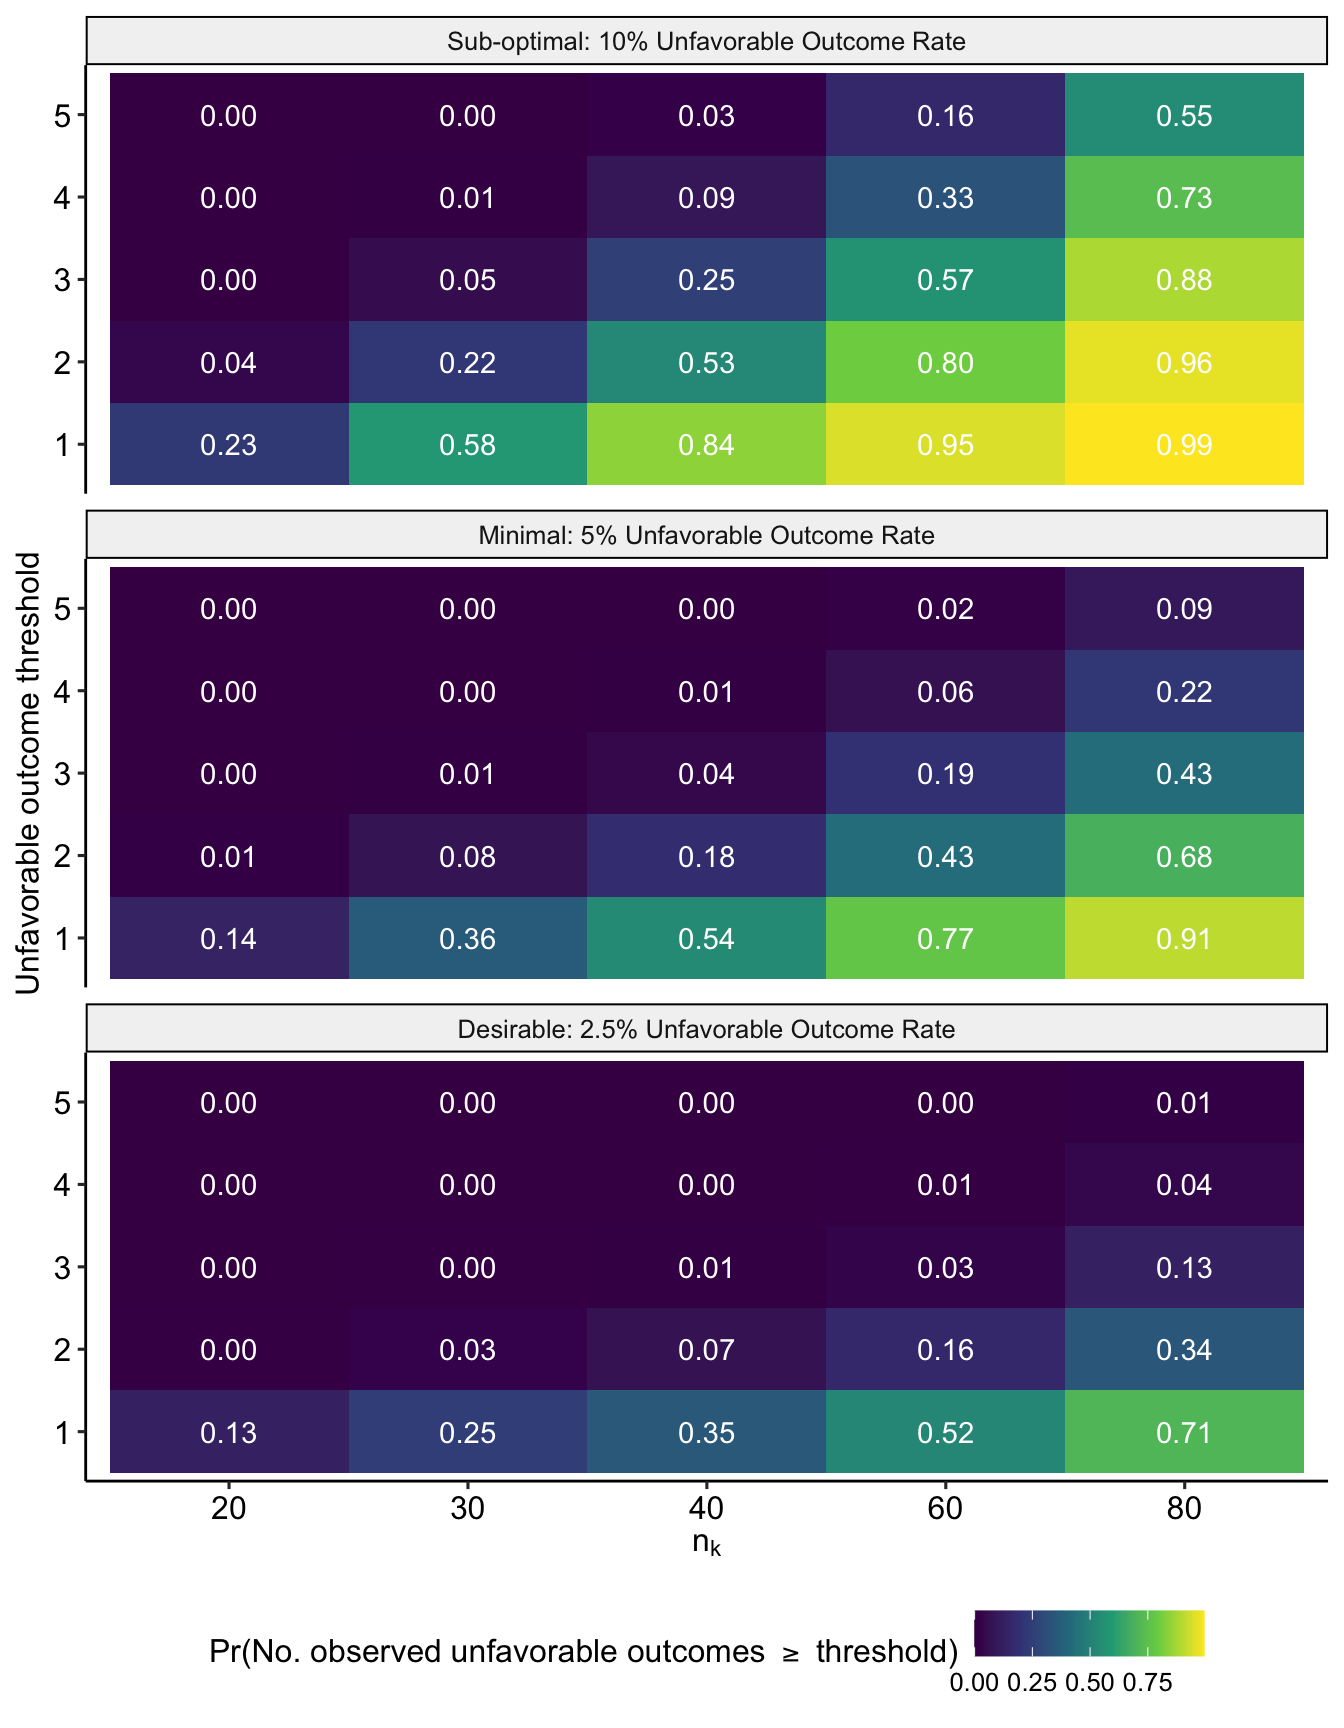 Sub-optimal: 10% Unfavorable Outcome Rate
5 0.00 0.00 0.03 0.16 0.55
4 0.00 0.01 0.09 0.33 0.73
3 0.00 0.05 0.25 0.57 0.88
2 0.04 0.22 0.53 0.80 0.96
1 0.23 0.58 0.84 0.95 0.99
Unfavorable outcome threshold
Minimal: 5% Unfavorable Outcome Rate
5 0.00 0.00 0.00 0.02 0.09
4 0.00 0.00 0.01 0.06 0.22
3 0.00 0.01 0.04 0.19 0.43
2 0.01 0.08 0.18 0.43 0.68
1 0.14 0.36 0.54 0.77 0.91
Desirable: 2.5% Unfavorable Outcome Rate
5 0.00 0.00 0.00 0.00 0.01
4 0.00 0.00 0.00 0.01 0.04
3 0.00 0.00 0.01 0.03 0.13
2 0.00 0.03 0.07 0.16 0.34
1 0.13 0.25 0.35 0.52 0.71
20 30 40 60 80
nₖ
Pr(No. observed unfavorable outcomes ≥ threshold)
0.00 0.25 0.50 0.75